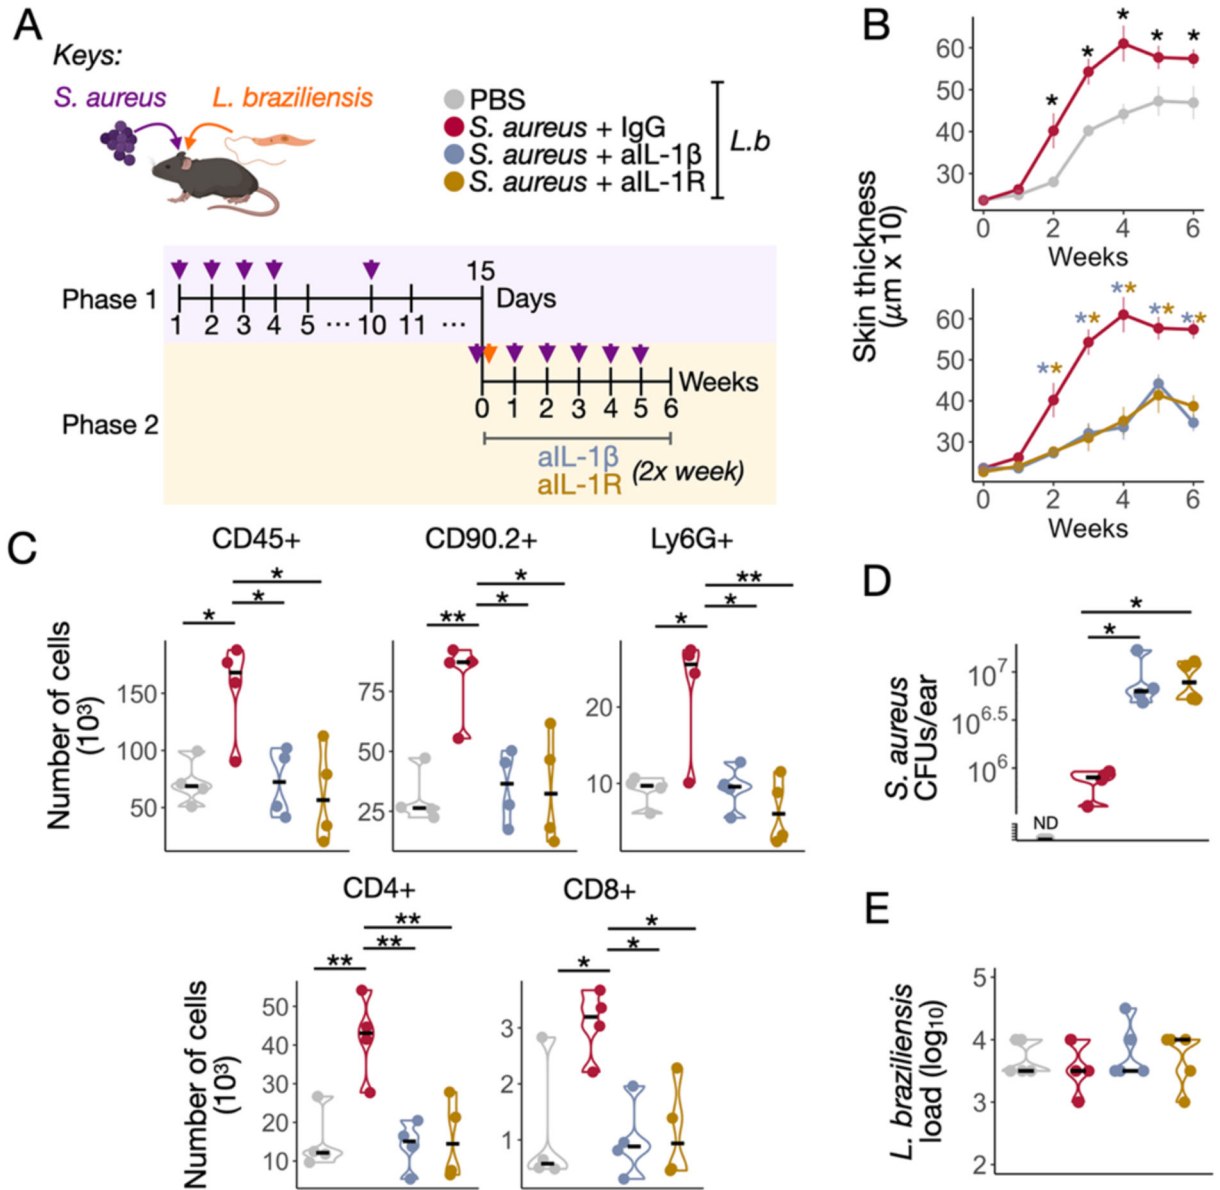 A
Keys:
S. aureus
L. braziliensis
PBS
S. aureus + IgG
S. aureus + aIL-1β
S. aureus + aIL-1R
L.b
Phase 1
15
Days
1 2 3 4 5 ... 10 11 ...
Phase 2
Weeks
0 1 2 3 4 5 6
aIL-1β
aIL-1R
(2x week)
B
Skin thickness
(µm x 10)
* * * * *
60
50
40
30
0 2 4 6
Weeks
** ** ** ** **
60
50
40
30
0 2 4 6
Weeks
C
Number of cells
(10³)
CD45+
*
*
*
150
100
50
CD90.2+
*
*
**
75
50
25
Ly6G+
**
*
*
20
10
Number of cells
(10³)
CD4+
**
**
**
50
40
30
20
10
CD8+
*
*
*
3
2
1
D
S. aureus
CFUs/ear
*
*
10⁷
10⁶·⁵
10⁶
ND
E
L. braziliensis
load (log₁₀)
5
4
3
2